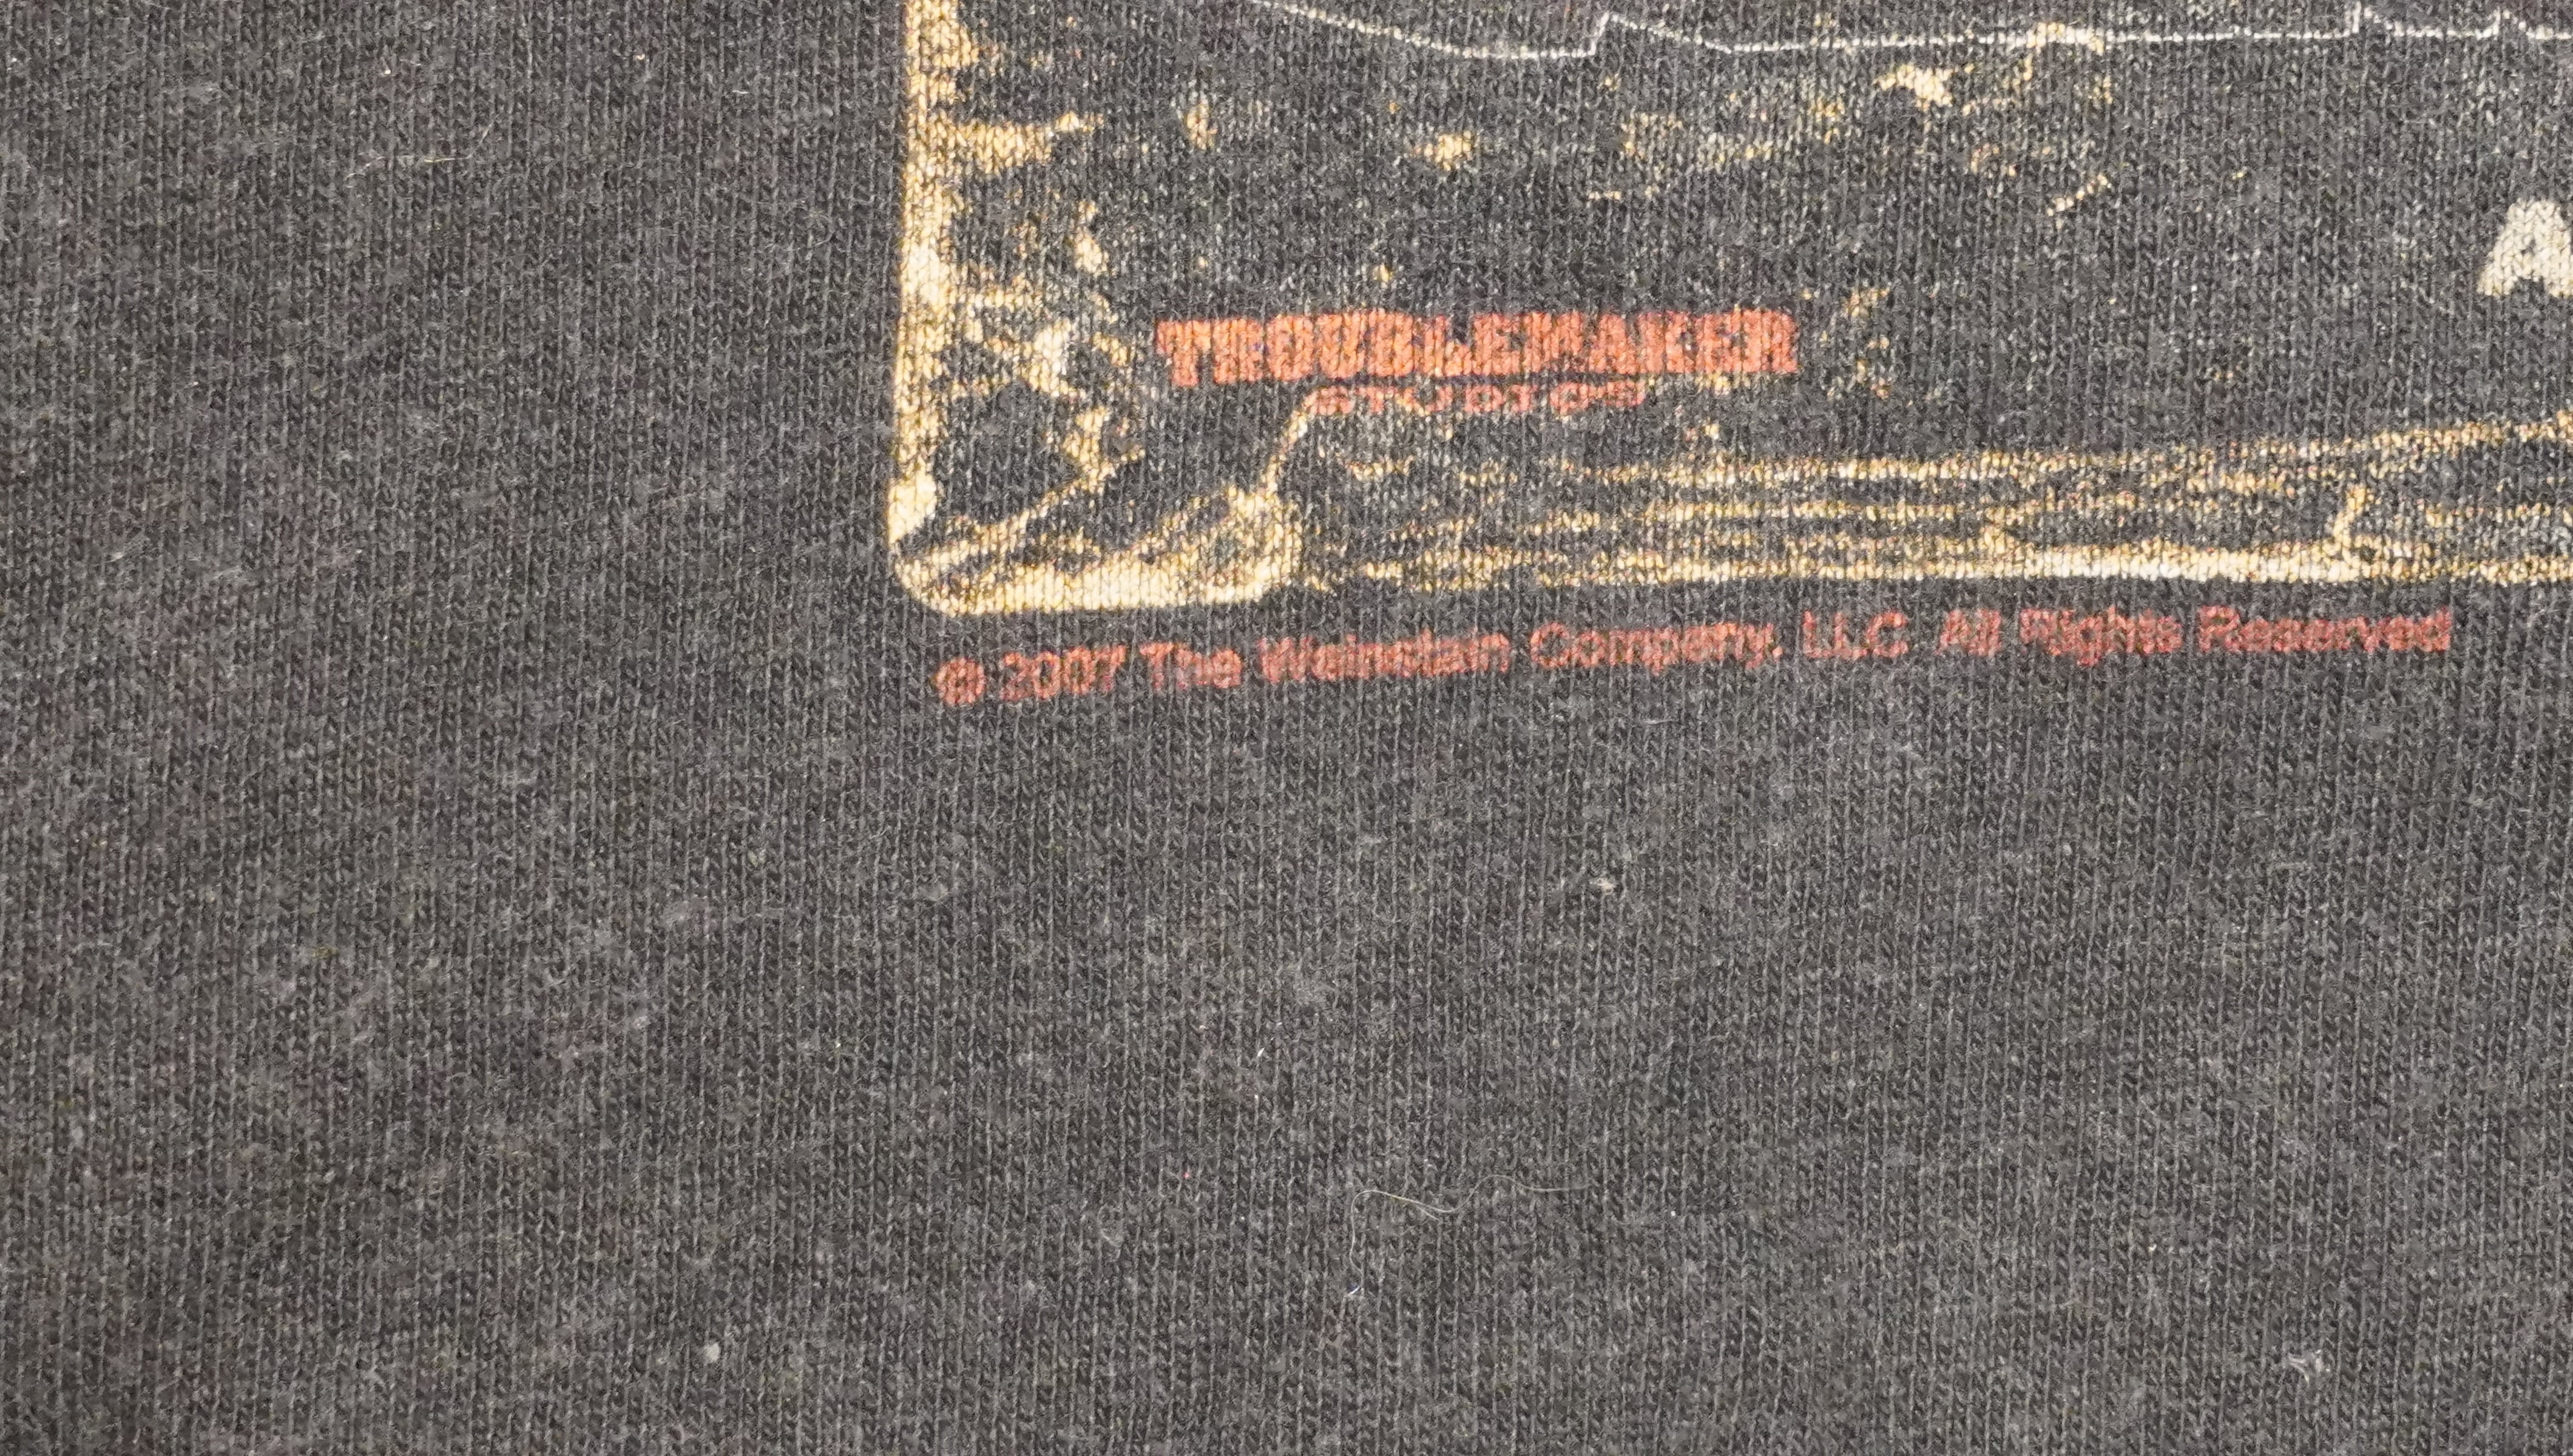 A
TROUBLEMAKER
STUDIOS
© 2007 The Weinstein Company, LLC All Rights Reserved